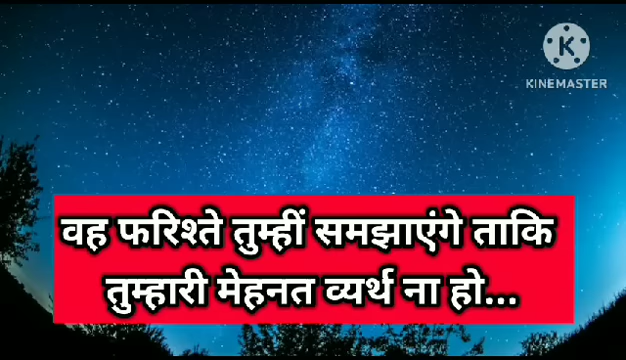 K
KINEMASTER
वह फरिश्ते तुम्हीं समझाएंगे ताकि
तुम्हारी मेहनत व्यर्थ ना हो...